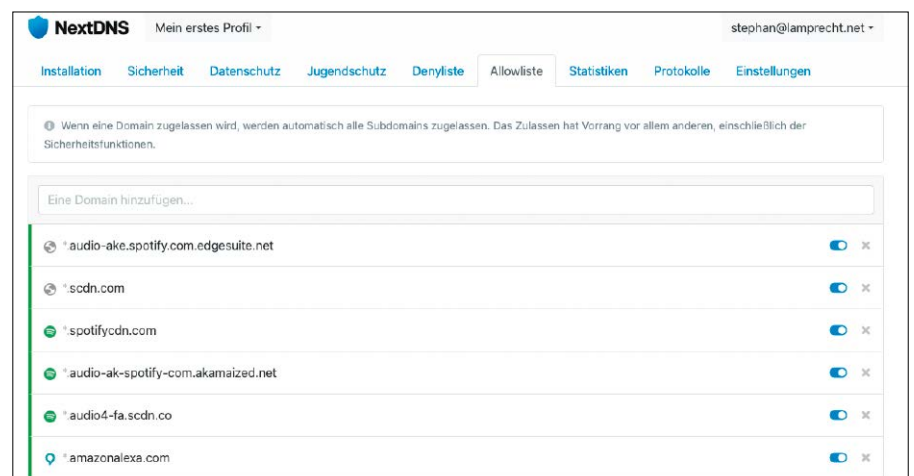 NextDNS Mein erstes Profil stephan@lamprecht.net
Installation Sicherheit Datenschutz Jugendschutz Denyliste Allowliste Statistiken Protokolle Einstellungen
Wenn eine Domain zugelassen wird, werden automatisch alle Subdomains zugelassen. Das Zulassen hat Vorrang vor allem anderen, einschließlich der
Sicherheitsfunktionen.
Eine Domain hinzufügen...
*.audio-ake.spotify.com.edgesuite.net
*.scdn.com
*.spotifycdn.com
*.audio-ak-spotify-com.akamaized.net
*.audio4-fa.scdn.co
*.amazonalexa.com